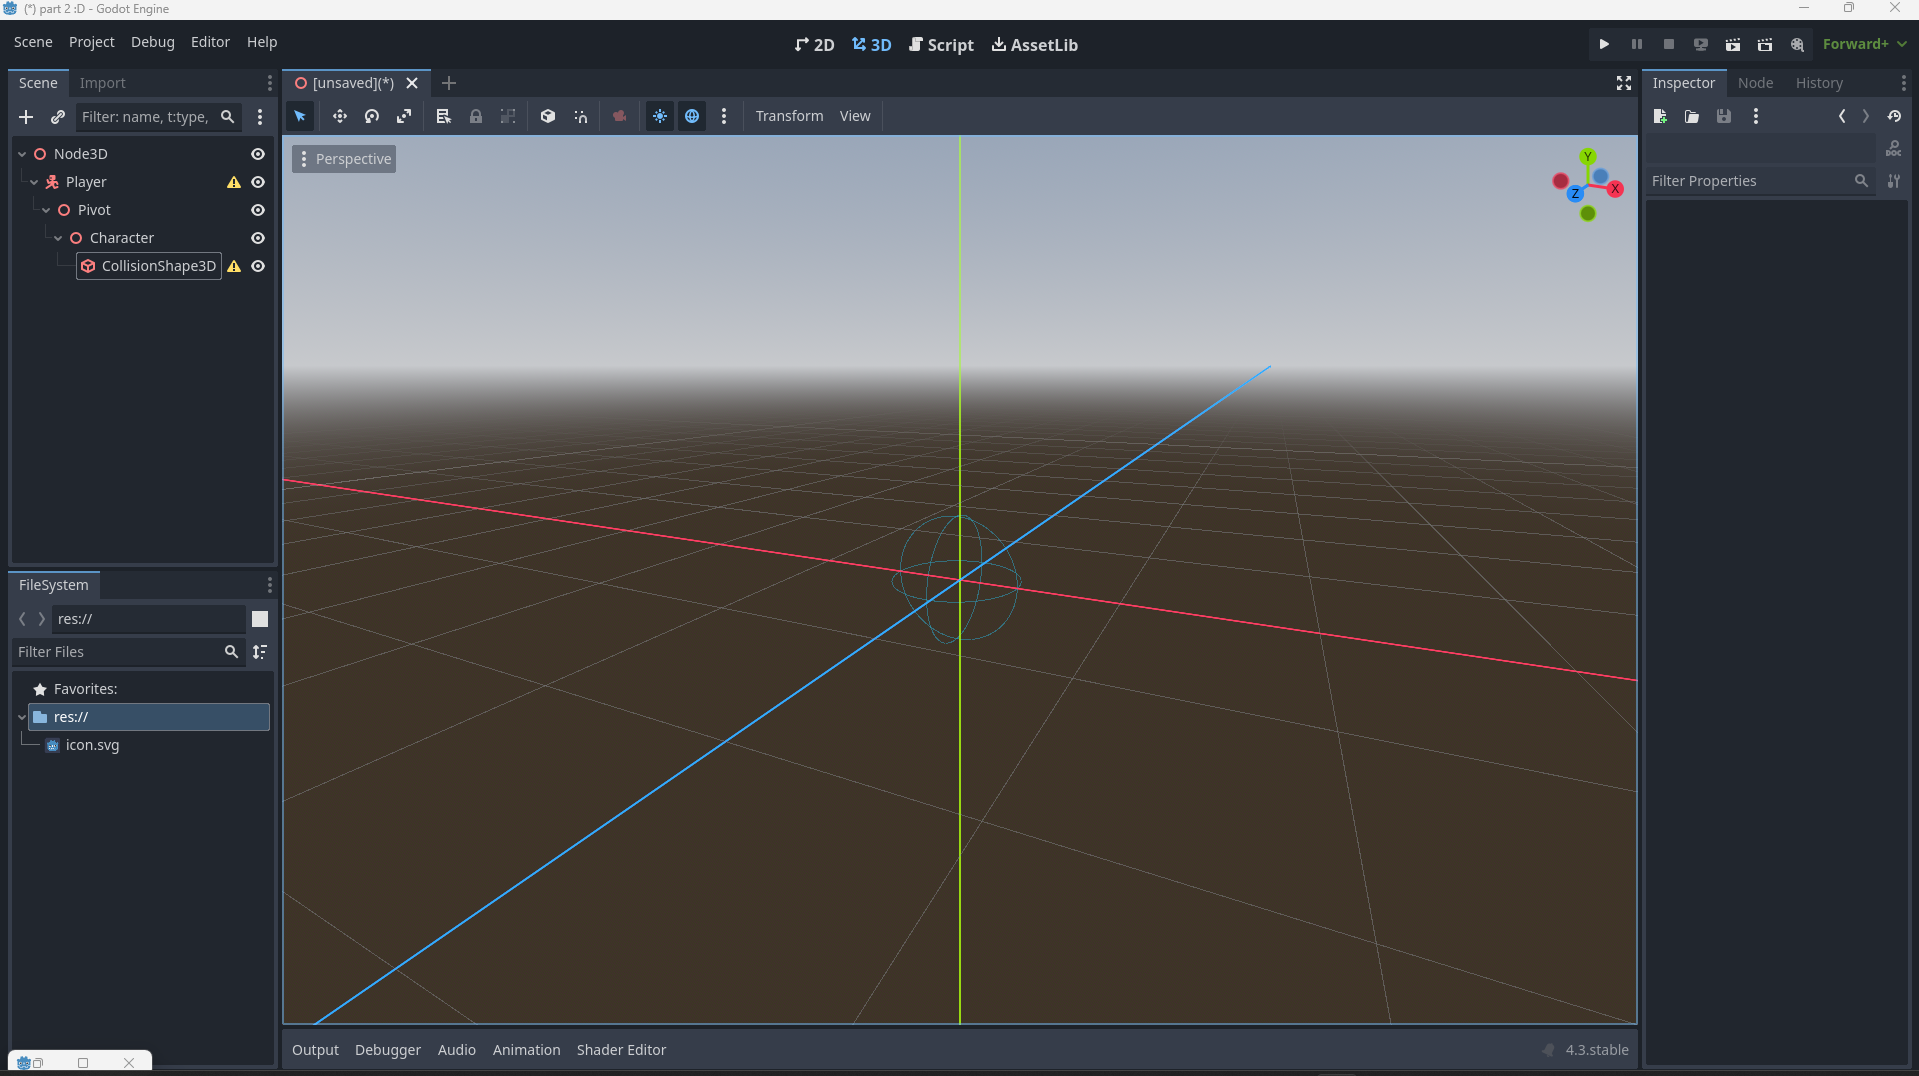 (*) part 2 :D - Godot Engine
Scene Project Debug Editor Help
2D 3D Script AssetLib
Forward+
Scene Import
[unsaved](*)
Inspector Node History
Filter: name, t:type,
Transform View
Node3D
Player
Pivot
Character
CollisionShape3D
Perspective
Y
X
Z
DOC
Filter Properties
FileSystem
res://
Filter Files
Favorites:
res://
icon.svg
Output Debugger Audio Animation Shader Editor
4.3.stable